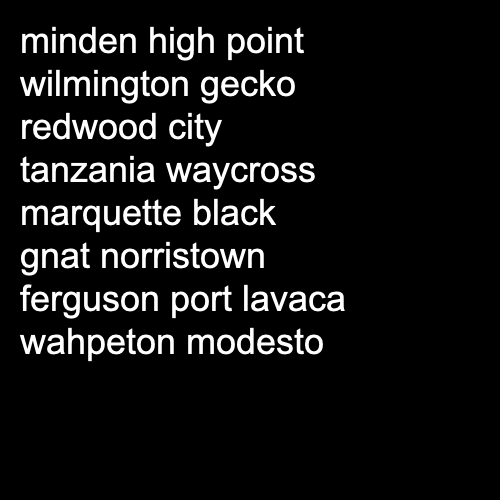 minden high point
wilmington gecko
redwood city
tanzania waycross
marquette black
gnat norristown
ferguson port lavaca
wahpeton modesto